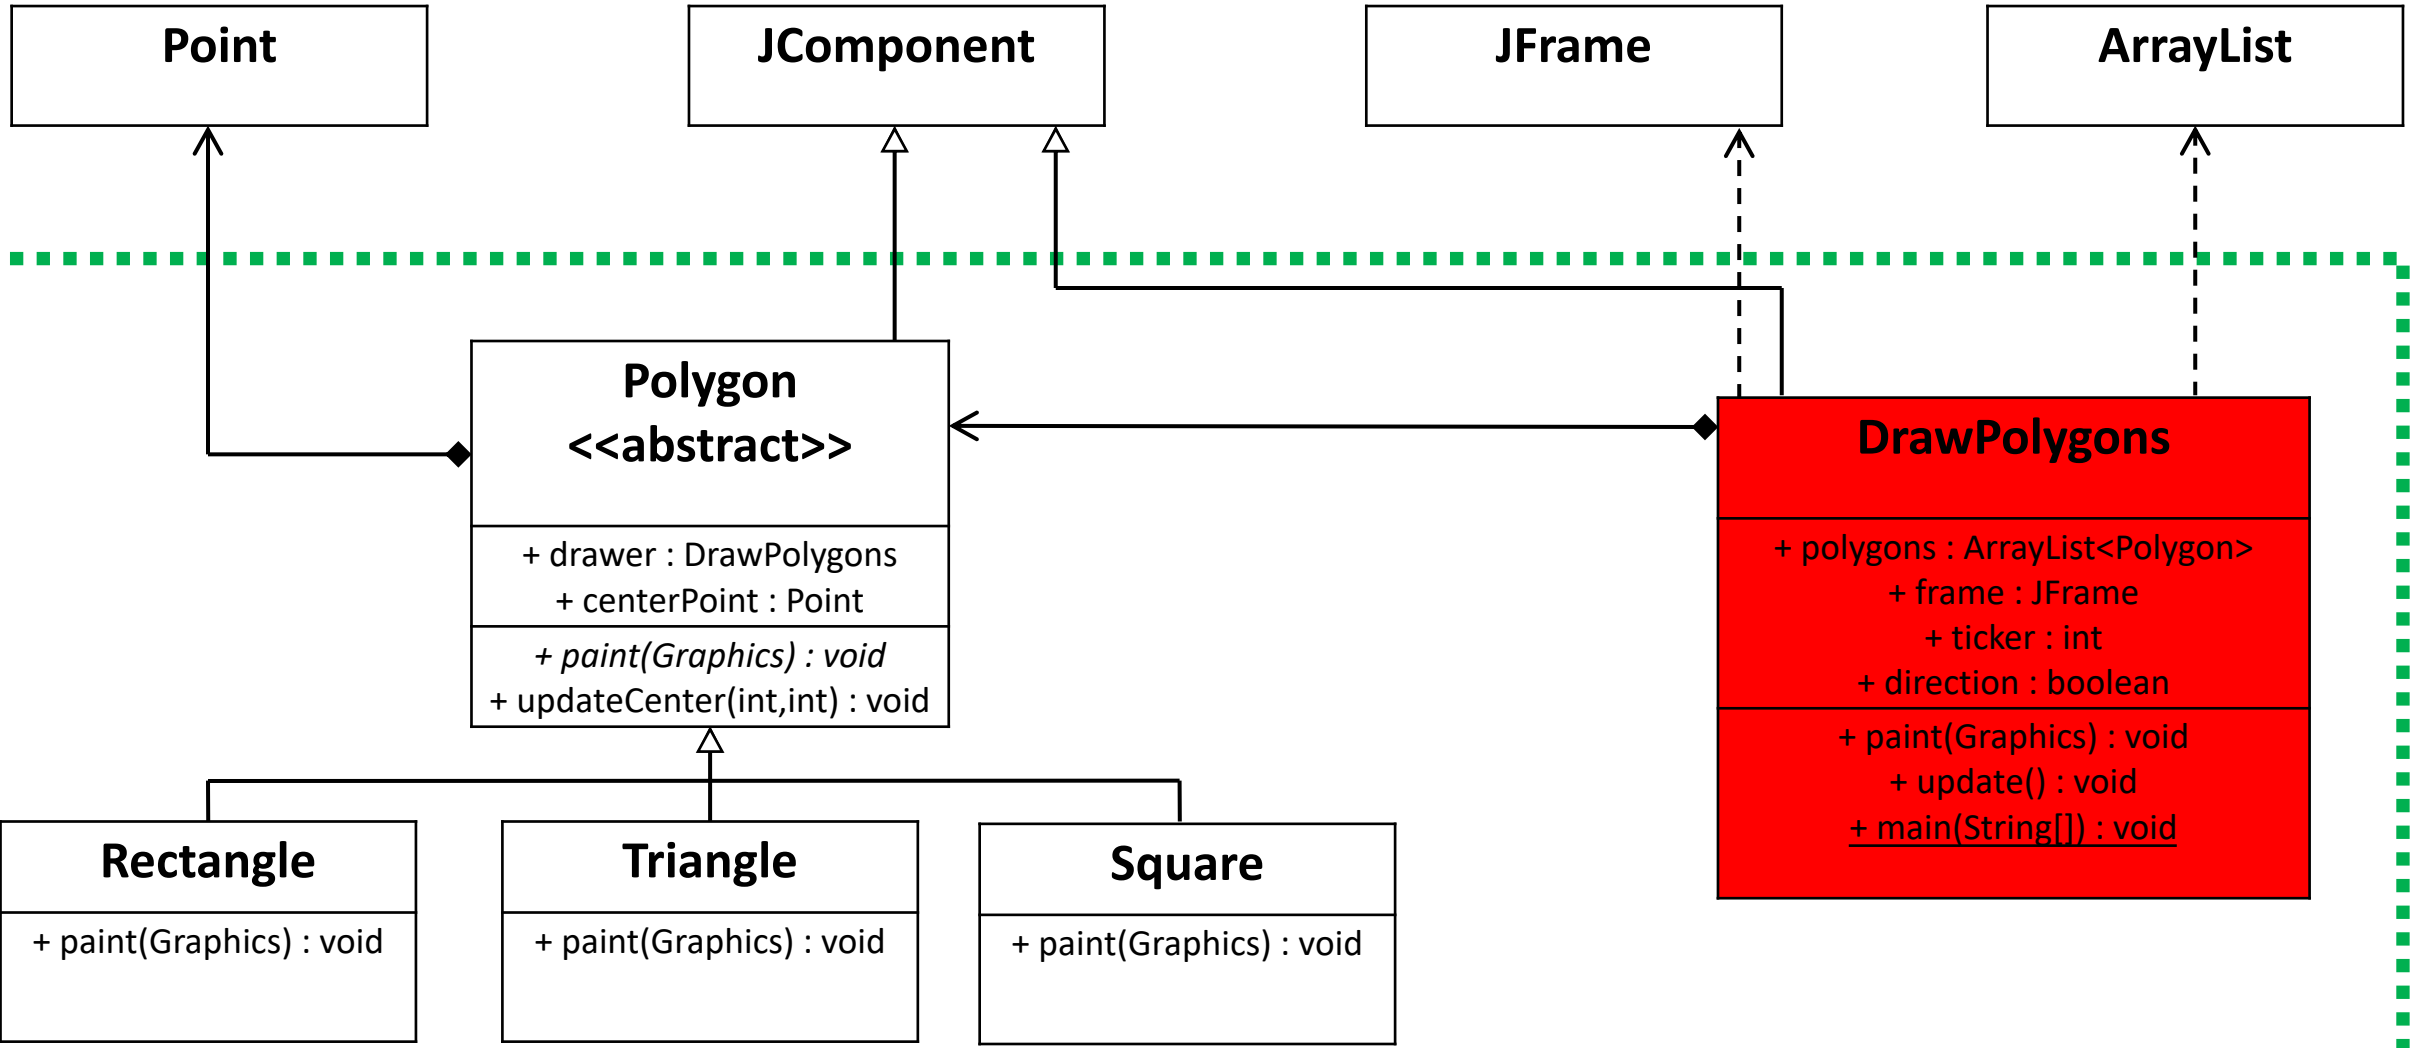 Point
JComponent
JFrame
ArrayList
Polygon
<<abstract>>
+ drawer : DrawPolygons
+ centerPoint : Point
+ paint(Graphics) : void
+ updateCenter(int,int) : void
DrawPolygons
+ polygons : ArrayList<Polygon>
+ frame : JFrame
+ ticker : int
+ direction : boolean
+ paint(Graphics) : void
+ update() : void
+ main(String[]) : void
Rectangle
+ paint(Graphics) : void
Triangle
+ paint(Graphics) : void
Square
+ paint(Graphics) : void